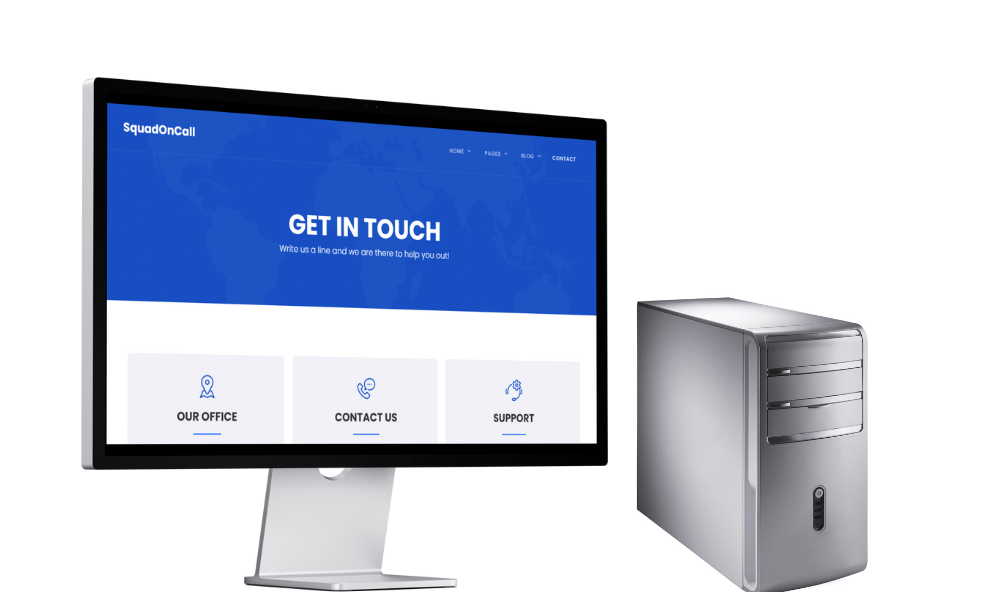 SquadOnCall
HOME PAGES BLOG CONTACT
GET IN TOUCH
Write us a line and we are there to help you out!
OUR OFFICE
CONTACT US
SUPPORT